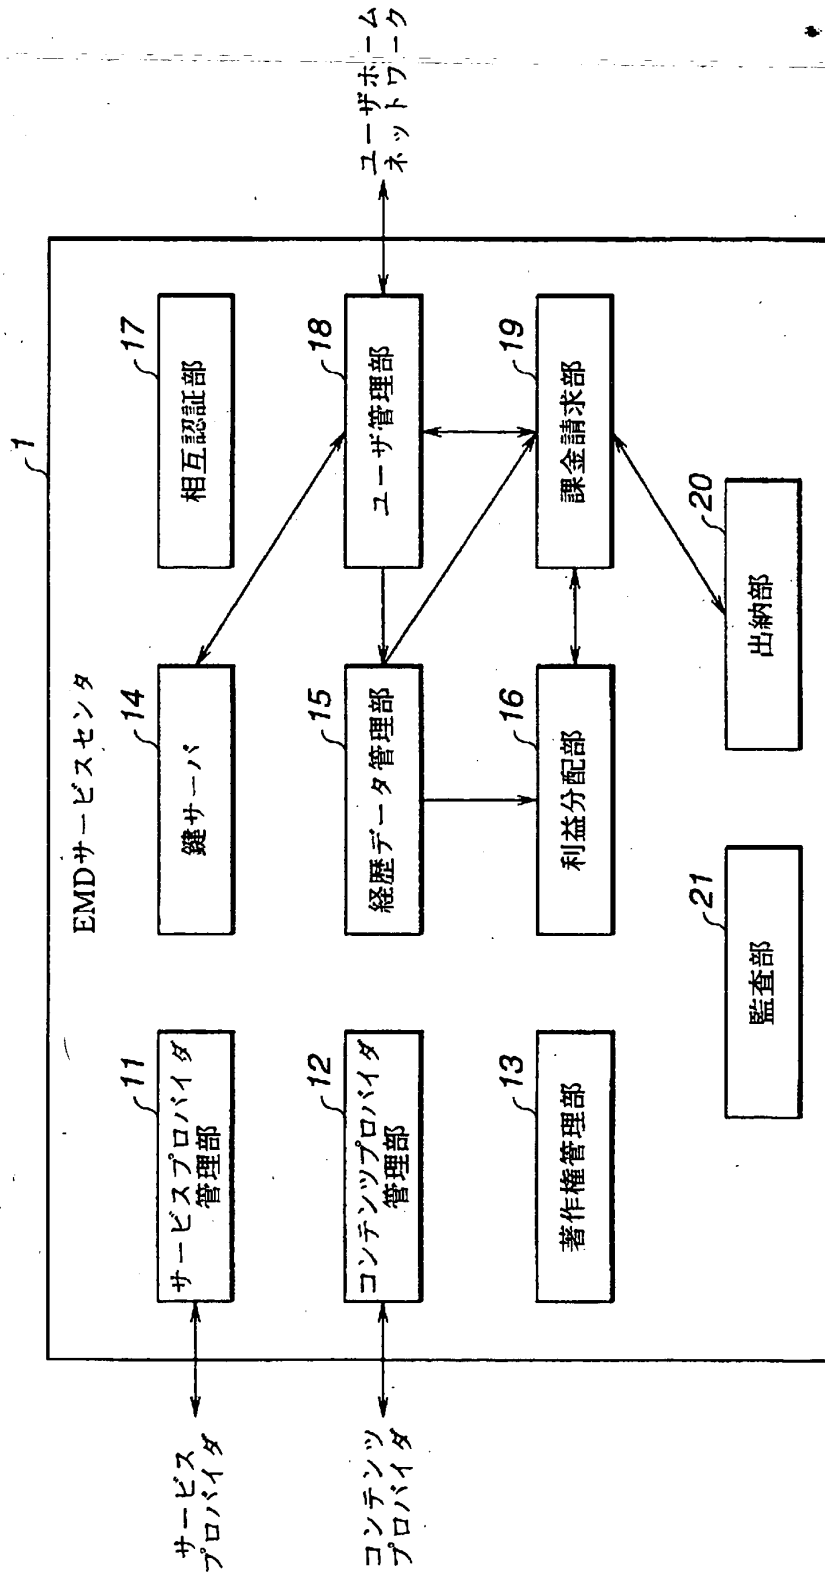 1
EMDサービスセンタ
サービス
プロバイダ
11
サービスプロバイダ
管理部
14
鍵サーバ
17
相互認証部
コンテンツ
プロバイダ
12
コンテンツプロバイダ
管理部
15
経歴データ管理部
18
ユーザ管理部
ユーザホーム
ネットワーク
13
著作権管理部
16
利益分配部
19
課金請求部
21
監査部
20
出納部